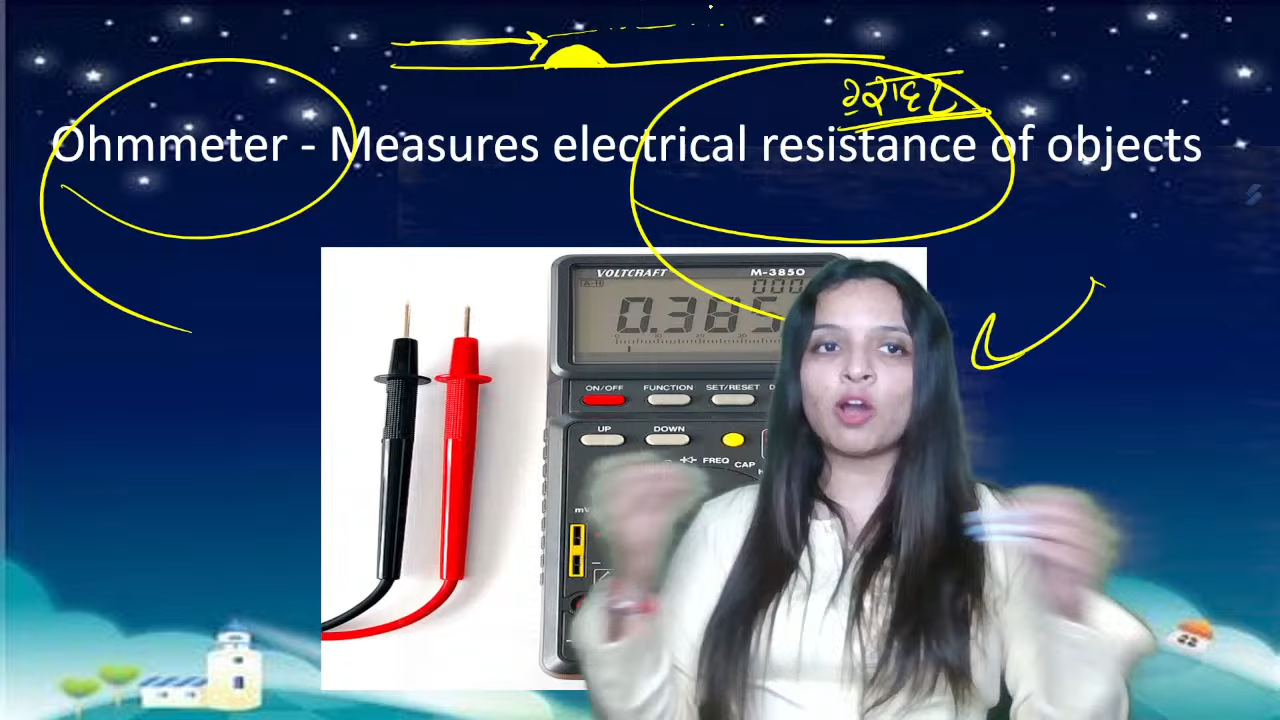 Ohmmeter - Measures electrical resistance of objects
VOLTCRAFT M-3850
0.385
ON/OFF FUNCTION SET/RESET
UP DOWN
FREQ CAP